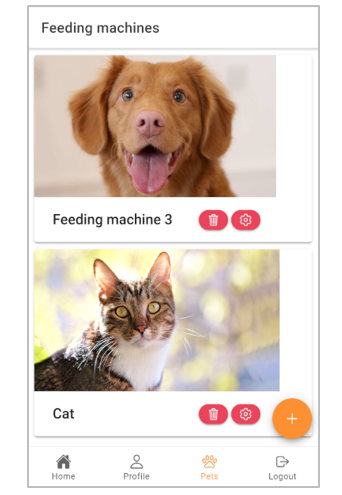 Feeding machines
Feeding machine 3
Cat
Home
Profile
Pets
Logout